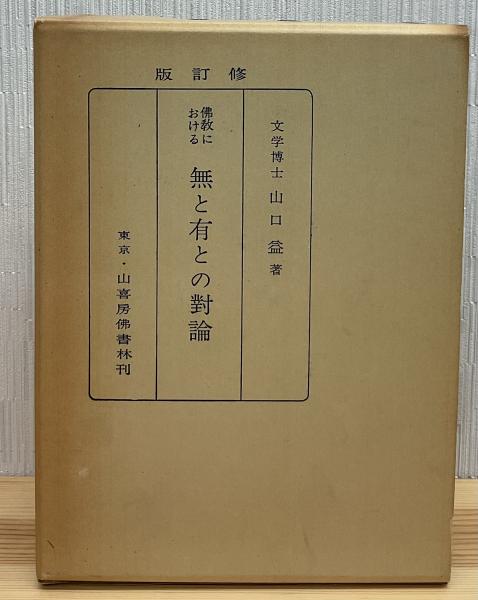 修訂版
文学博士 山口 益 著
佛教に
おける
無と有との對論
東京・山喜房佛書林刊